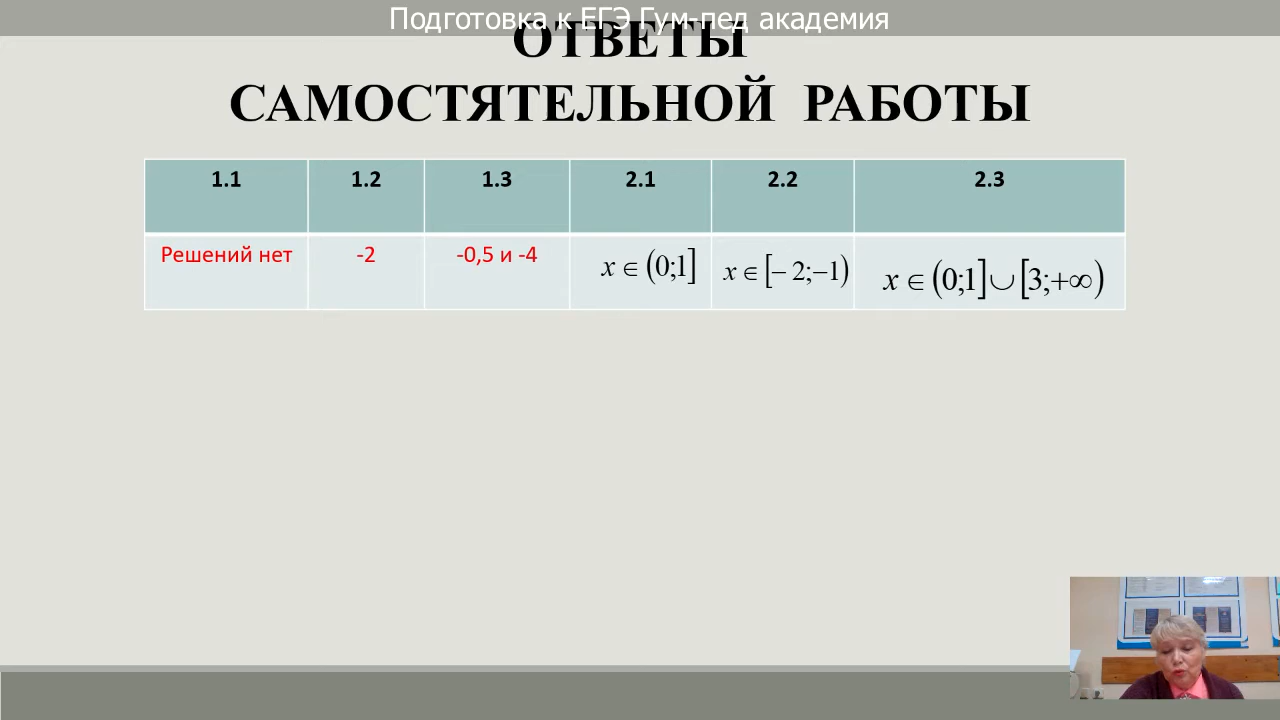 Подготовка к ЕГЭ Гум-пед академия
ОТВЕТЫ
САМОСТЯТЕЛЬНОЙ РАБОТЫ
1.1 1.2 1.3 2.1 2.2 2.3
Решений нет -2 -0,5 и -4 x ∈ (0;1] x ∈ [– 2;–1) x ∈ (0;1] ∪ [3;+∞)